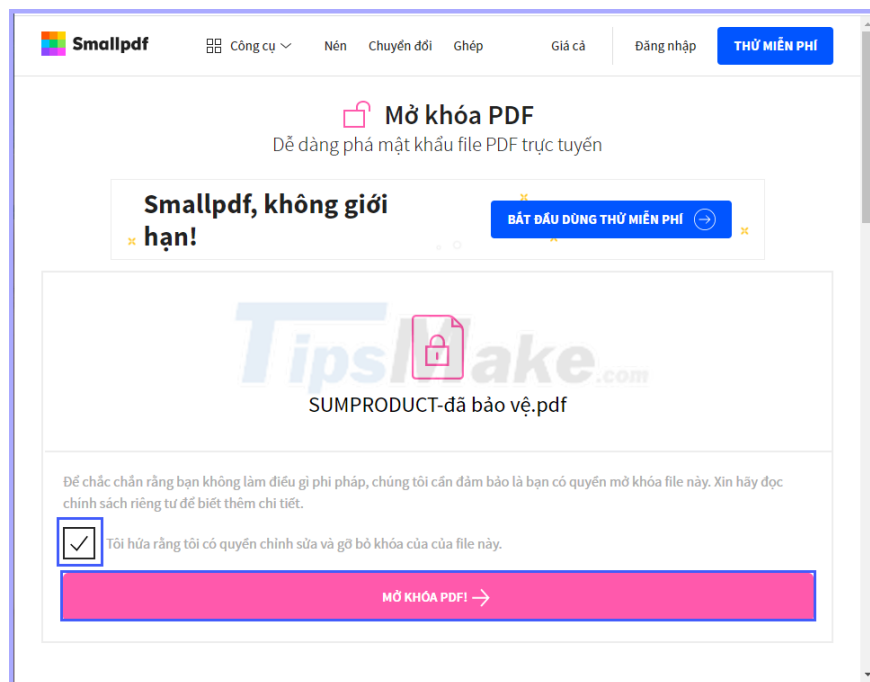 Smallpdf Công cụ Nén Chuyển đổi Ghép Giá cả Đăng nhập THỬ MIỄN PHÍ
Mở khóa PDF
Dễ dàng phá mật khẩu file PDF trực tuyến
Smallpdf, không giới
hạn!
BẮT ĐẦU DÙNG THỬ MIỄN PHÍ
TipsMake.com
SUMPRODUCT-đã bảo vệ.pdf
Để chắc chắn rằng bạn không làm điều gì phi pháp, chúng tôi cần đảm bảo là bạn có quyền mở khóa file này. Xin hãy đọc
chính sách riêng tư để biết thêm chi tiết.
Tôi hứa rằng tôi có quyền chỉnh sửa và gỡ bỏ khóa của của file này.
MỞ KHÓA PDF!